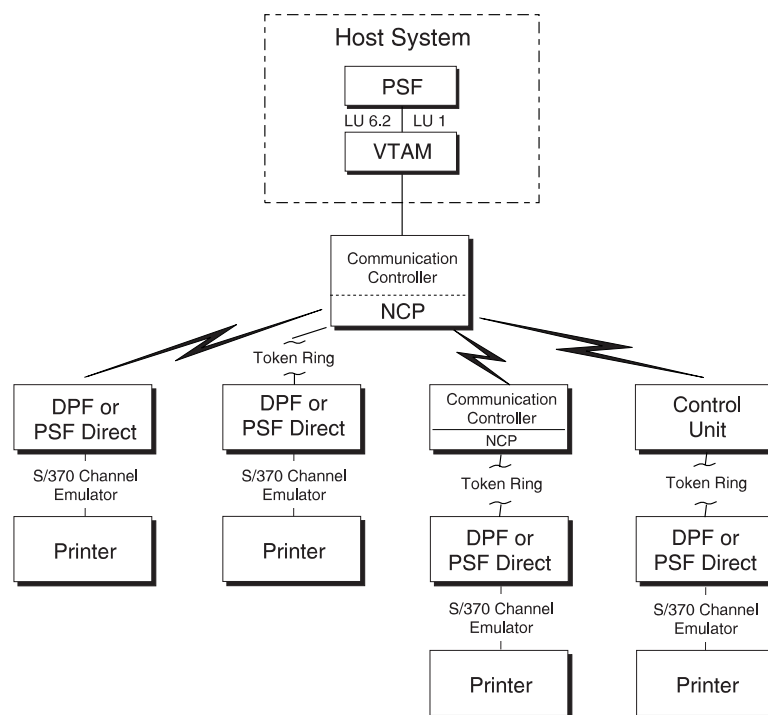 Host System
PSF
LU 6.2 LU 1
VTAM
Communication
Controller
NCP
Token Ring
DPF or
PSF Direct
DPF or
PSF Direct
Communication
Controller
NCP
Control
Unit
S/370 Channel
Emulator
S/370 Channel
Emulator
Token Ring
Token Ring
Printer
Printer
DPF or
PSF Direct
DPF or
PSF Direct
S/370 Channel
Emulator
S/370 Channel
Emulator
Printer
Printer